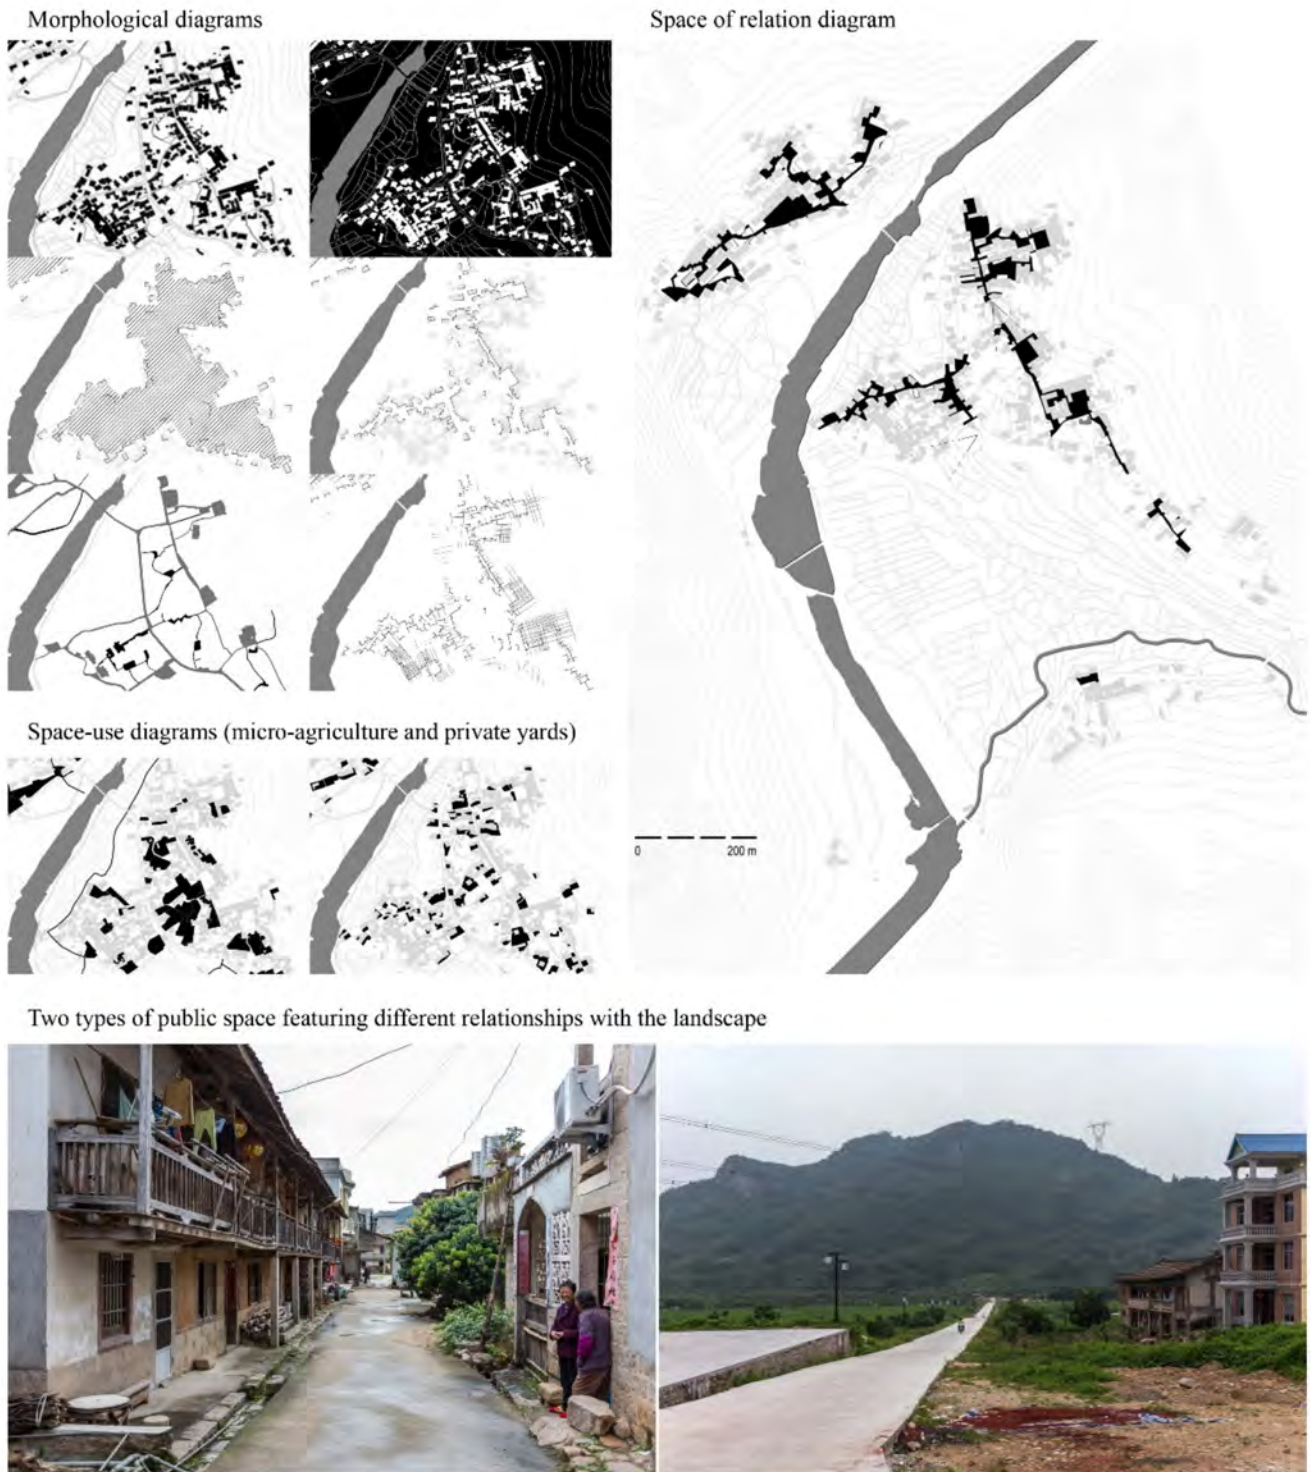 Morphological diagrams
Space of relation diagram
0
200 m
Space-use diagrams (micro-agriculture and private yards)
Two types of public space featuring different relationships with the landscape